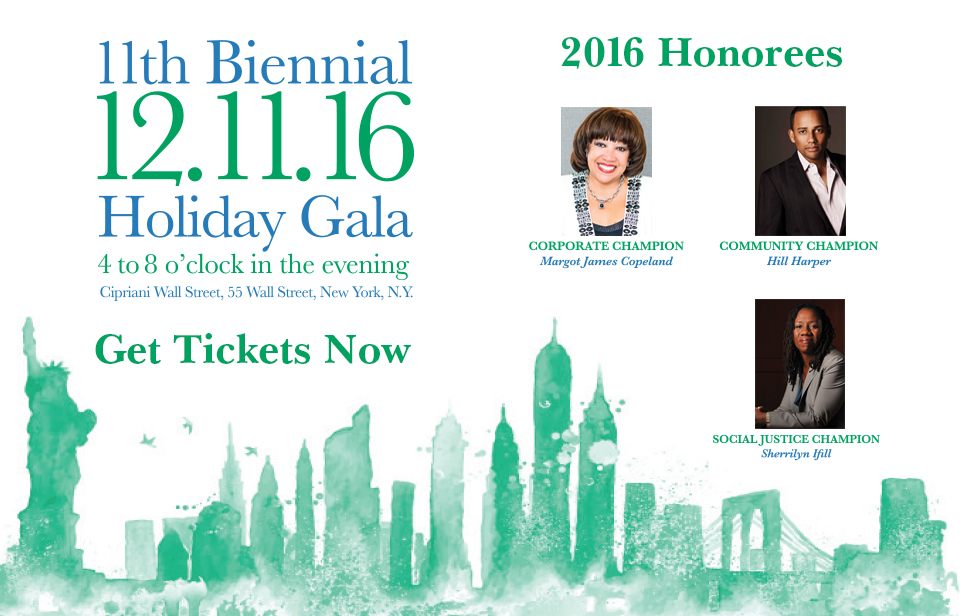 11th Biennial
12.11.16
Holiday Gala
4 to 8 o'clock in the evening
Cipriani Wall Street, 55 Wall Street, New York, N.Y.
Get Tickets Now
2016 Honorees
CORPORATE CHAMPION
Margot James Copeland
COMMUNITY CHAMPION
Hill Harper
SOCIAL JUSTICE CHAMPION
Sherrilyn Ifill